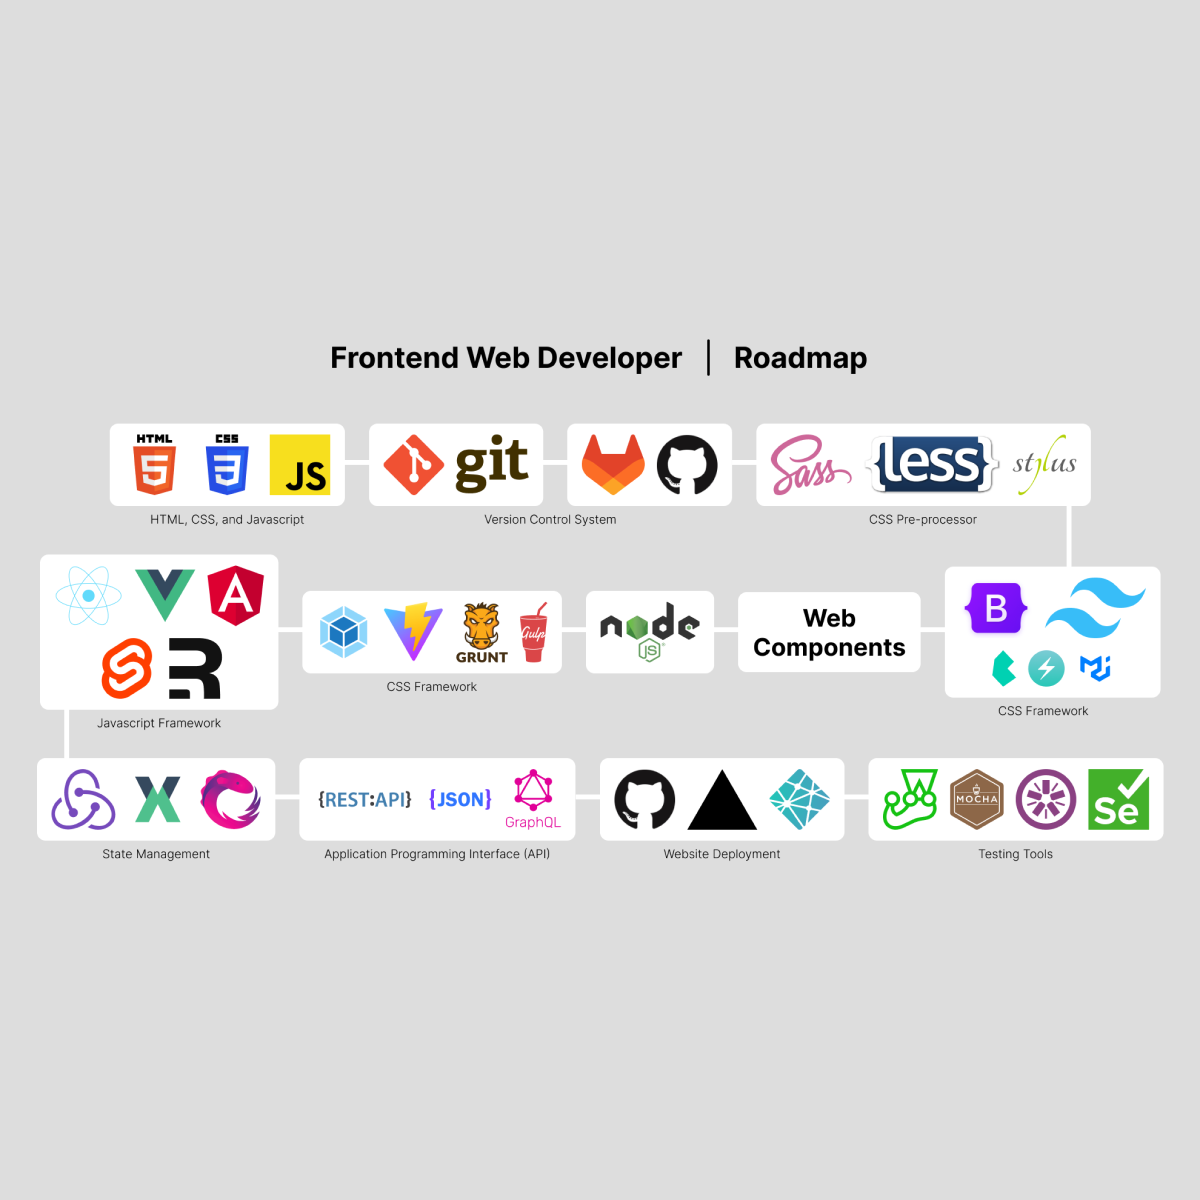 Frontend Web Developer | Roadmap
HTML
5
CSS
3
JS
git
Sass
{less}
stylus
HTML, CSS, and Javascript
Version Control System
CSS Pre-processor
A
GRUNT
Gulp
node
JS
Web
Components
B
CSS Framework
CSS Framework
Javascript Framework
{REST:API}
{JSON}
GraphQL
MOCHA
Se
State Management
Application Programming Interface (API)
Website Deployment
Testing Tools